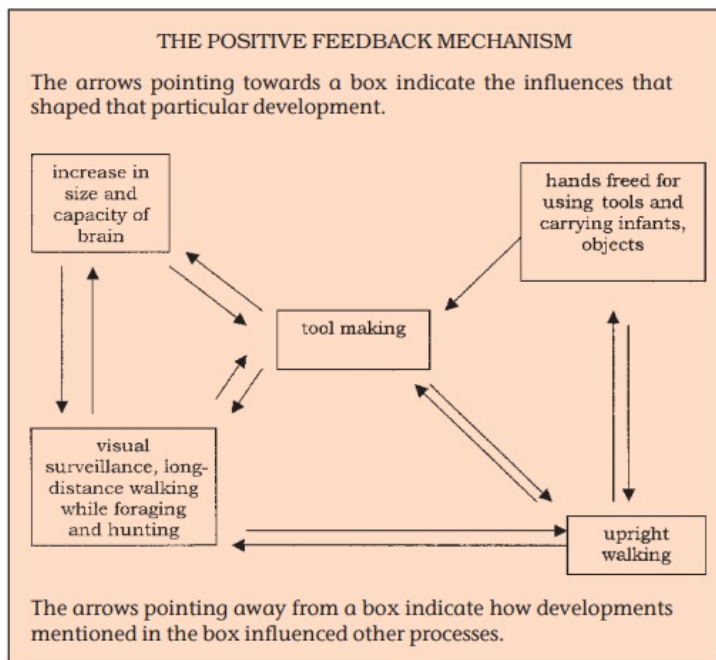 THE POSITIVE FEEDBACK MECHANISM
The arrows pointing towards a box indicate the influences that
shaped that particular development.
increase in
size and
capacity of
brain
hands freed for
using tools and
carrying infants,
objects
tool making
visual
surveillance, long-
distance walking
while foraging
and hunting
upright
walking
The arrows pointing away from a box indicate how developments
mentioned in the box influenced other processes.